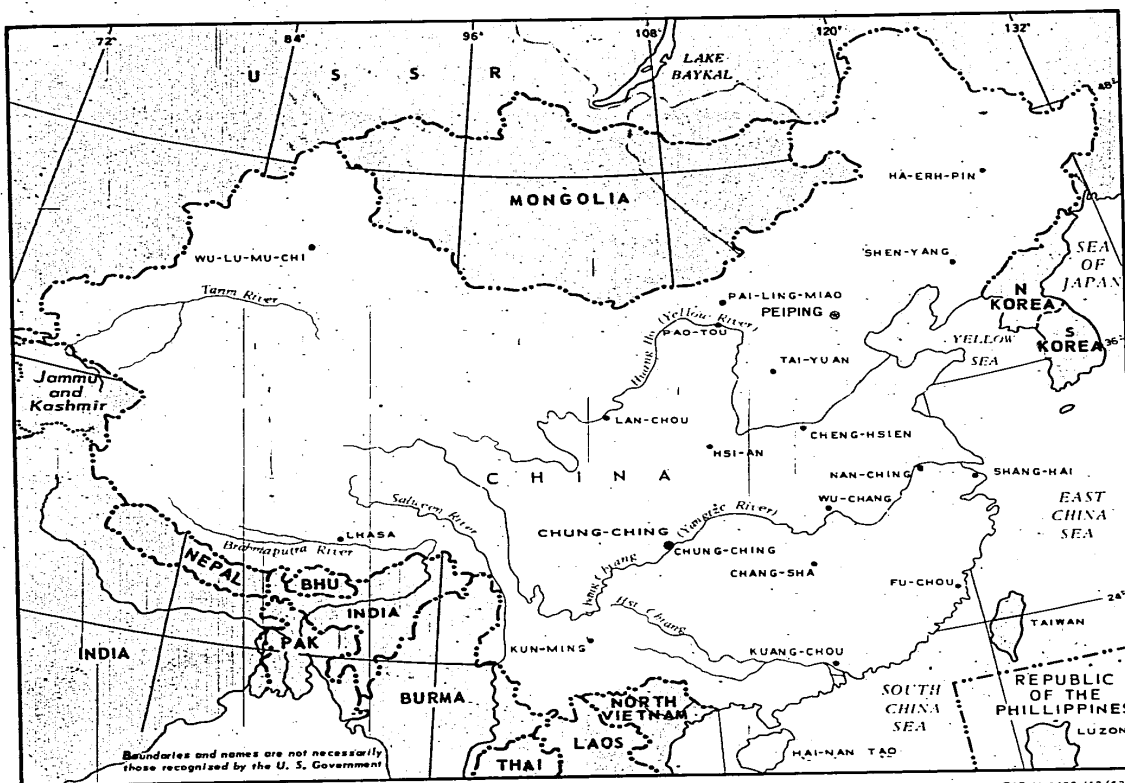 72°
84°
96°
108°
120°
132°
U S S R
LAKE
BAYKAL
48°
HA-ERH-PIN
MONGOLIA
WU-LU-MU-CHI
SHEN-YANG
SEA
OF
JAPAN
Tarim River
PAI-LING-MIAO
PEIPING
N
KOREA
Huang Ho (Yellow River)
PAO-TOU
YELLOW
SEA
S
KOREA
36°
TAI-YUAN
Jammu
and
Kashmir
LAN-CHOU
CHENG-HSIEN
HSI-AN
CHINA
NAN-CHING
SHANG-HAI
WU-CHANG
EAST
CHINA
SEA
Salween River
CHUNG-CHING
Chang Chiang (Yangtze River)
LHASA
Brahmaputra River
CHUNG-CHING
CHANG-SHA
NEPAL
BHU
FU-CHOU
INDIA
Hsi Chiang
24°
TAIWAN
PAK
INDIA
KUN-MING
KUANG-CHOU
BURMA
NORTH
VIETNAM
SOUTH
CHINA
SEA
REPUBLIC
OF THE
PHILLIPPINES
LUZON
LAOS
HAI-NAN TAO
THAI
Boundaries and names are not necessarily
those recognized by the U. S. Government